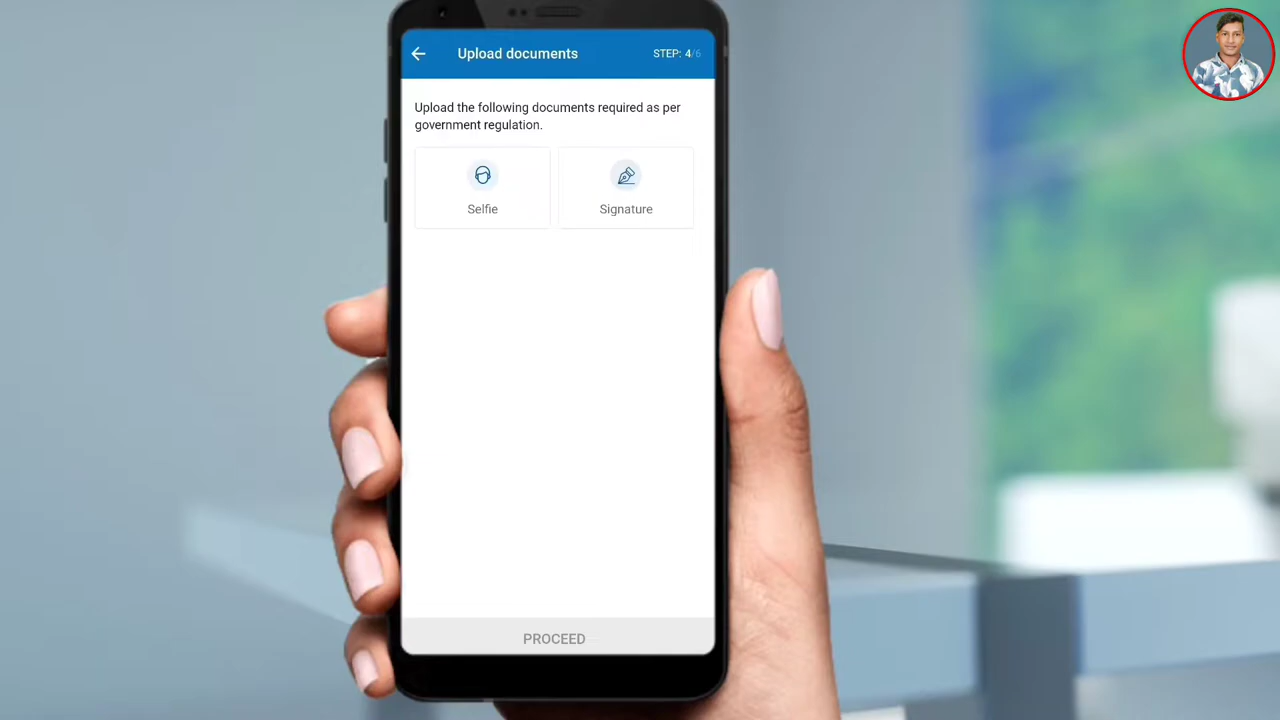 Upload documents
STEP: 4/6
Upload the following documents required as per
government regulation.
Selfie
Signature
PROCEED